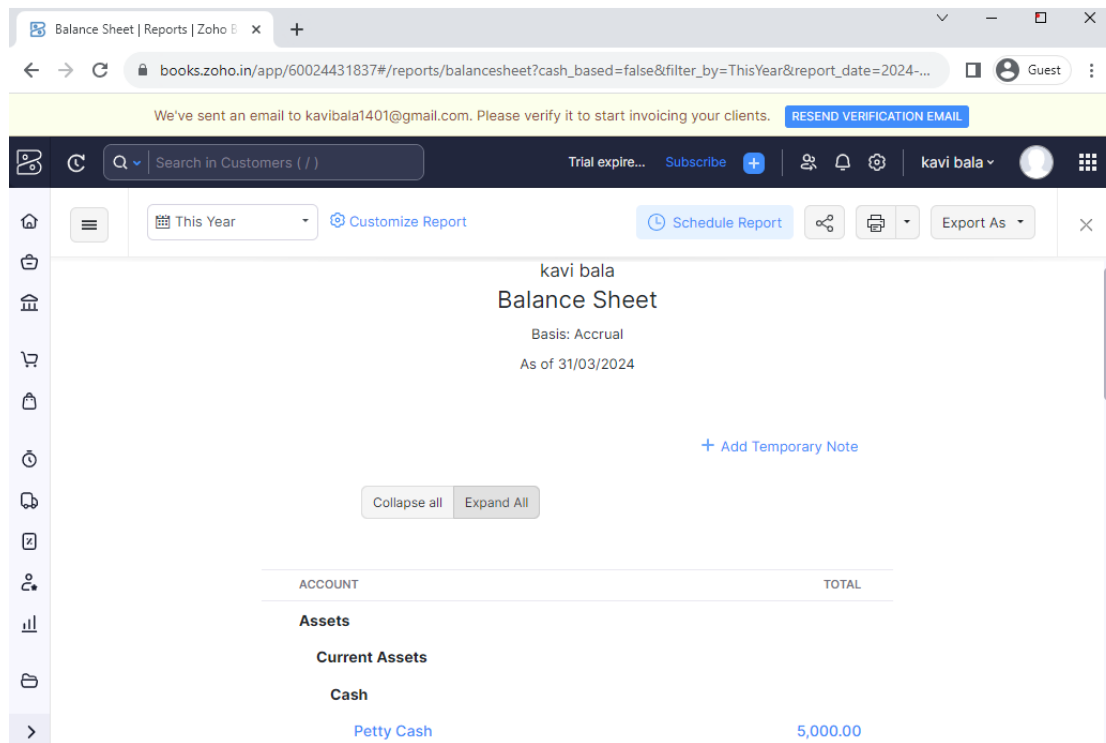 Balance Sheet | Reports | Zoho B
books.zoho.in/app/60024431837#/reports/balancesheet?cash_based=false&filter_by=ThisYear&report_date=2024-...
Guest
We've sent an email to kavibala1401@gmail.com. Please verify it to start invoicing your clients. RESEND VERIFICATION EMAIL
Search in Customers ( / ) Trial expire... Subscribe kavi bala
This Year Customize Report Schedule Report Export As
kavi bala
Balance Sheet
Basis: Accrual
As of 31/03/2024
+ Add Temporary Note
Collapse all Expand All
ACCOUNT TOTAL
Assets
Current Assets
Cash
Petty Cash 5,000.00